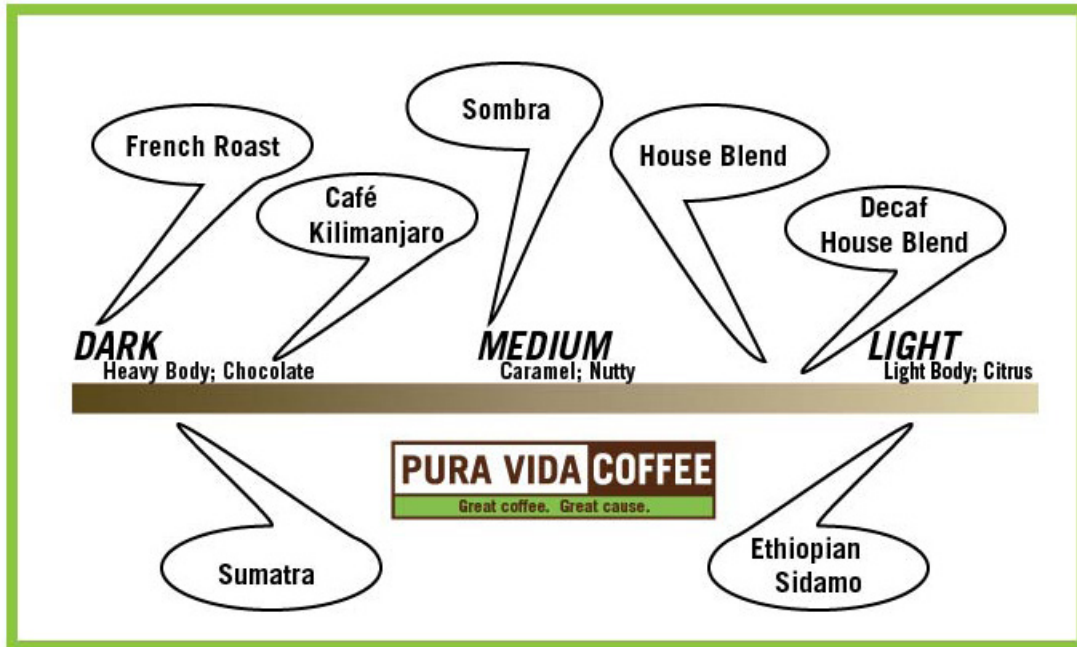 Sombra
French Roast
House Blend
Café
Kilimanjaro
Decaf
House Blend
DARK
Heavy Body; Chocolate
MEDIUM
Caramel; Nutty
LIGHT
Light Body; Citrus
PURA VIDA COFFEE
Great coffee. Great cause.
Sumatra
Ethiopian
Sidamo